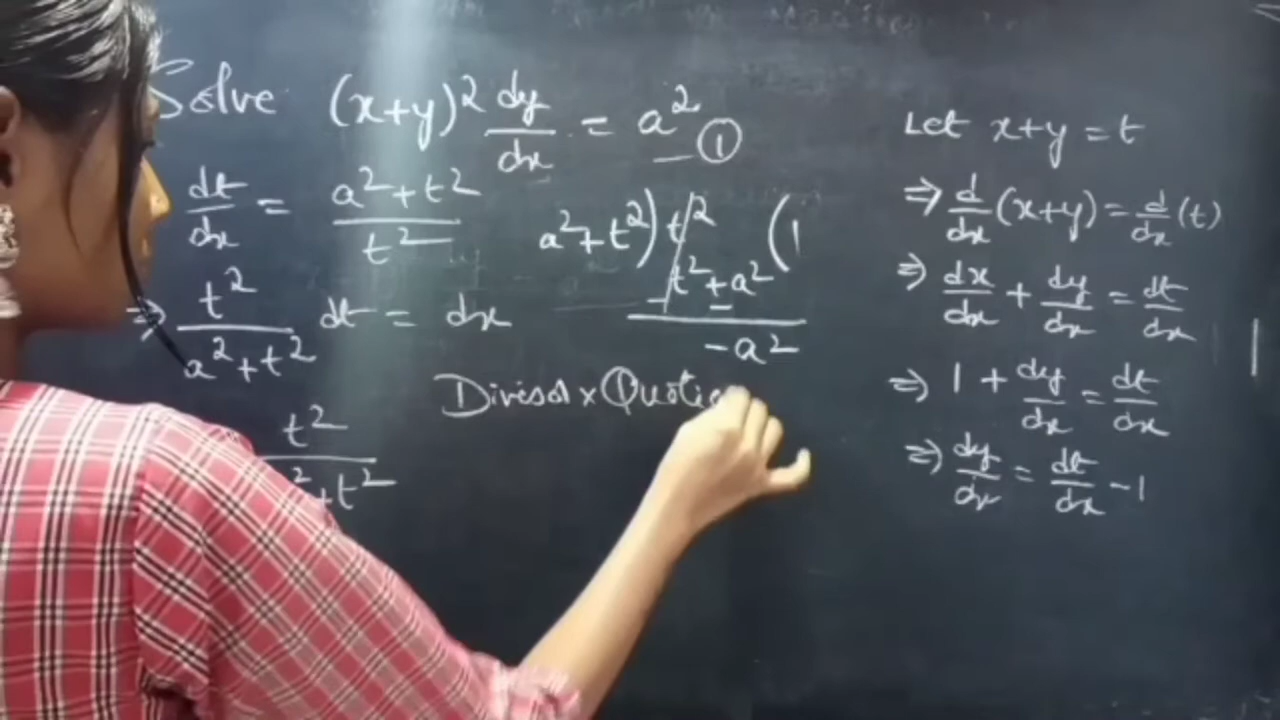 Solve (x+y)² dy/dx = a² — ①
dt/dx = (a²+t²)/t²
⇒ t²/(a²+t²) dt = dx
t²
²+t²
a²+t²) t² (1
-t²+a²
-
-a²
Divisor × Quotie
Let x+y = t
⇒ d/dx (x+y) = d/dx (t)
⇒ dx/dx + dy/dx = dt/dx
⇒ 1 + dy/dx = dt/dx
⇒ dy/dx = dt/dx - 1